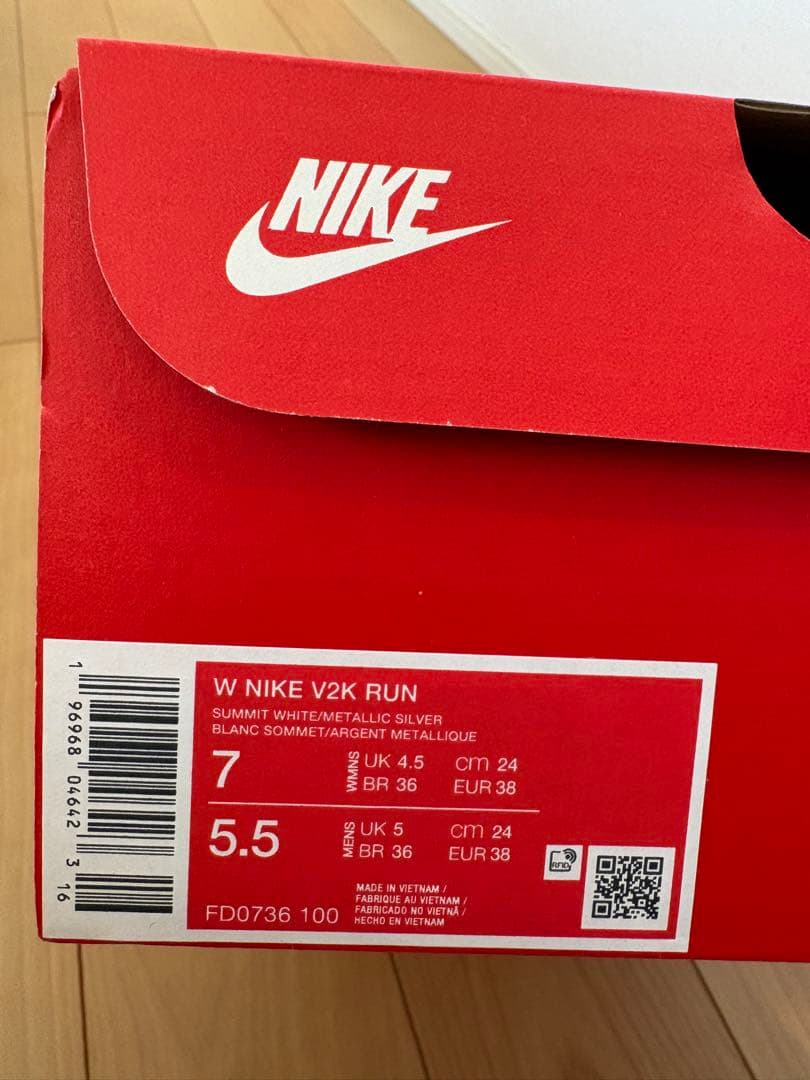 NIKE
W NIKE V2K RUN
SUMMIT WHITE/METALLIC SILVER
BLANC SOMMET/ARGENT METALLIQUE
7 WMNS UK 4.5 cm 24
BR 36 EUR 38
5.5 MENS UK 5 cm 24
BR 36 EUR 38
RFID
FD0736 100
MADE IN VIETNAM /
FABRIQUE AU VIETNAM /
FABRICADO NO VIETNÃ /
HECHO EN VIETNAM
1 96968 04642 3 16